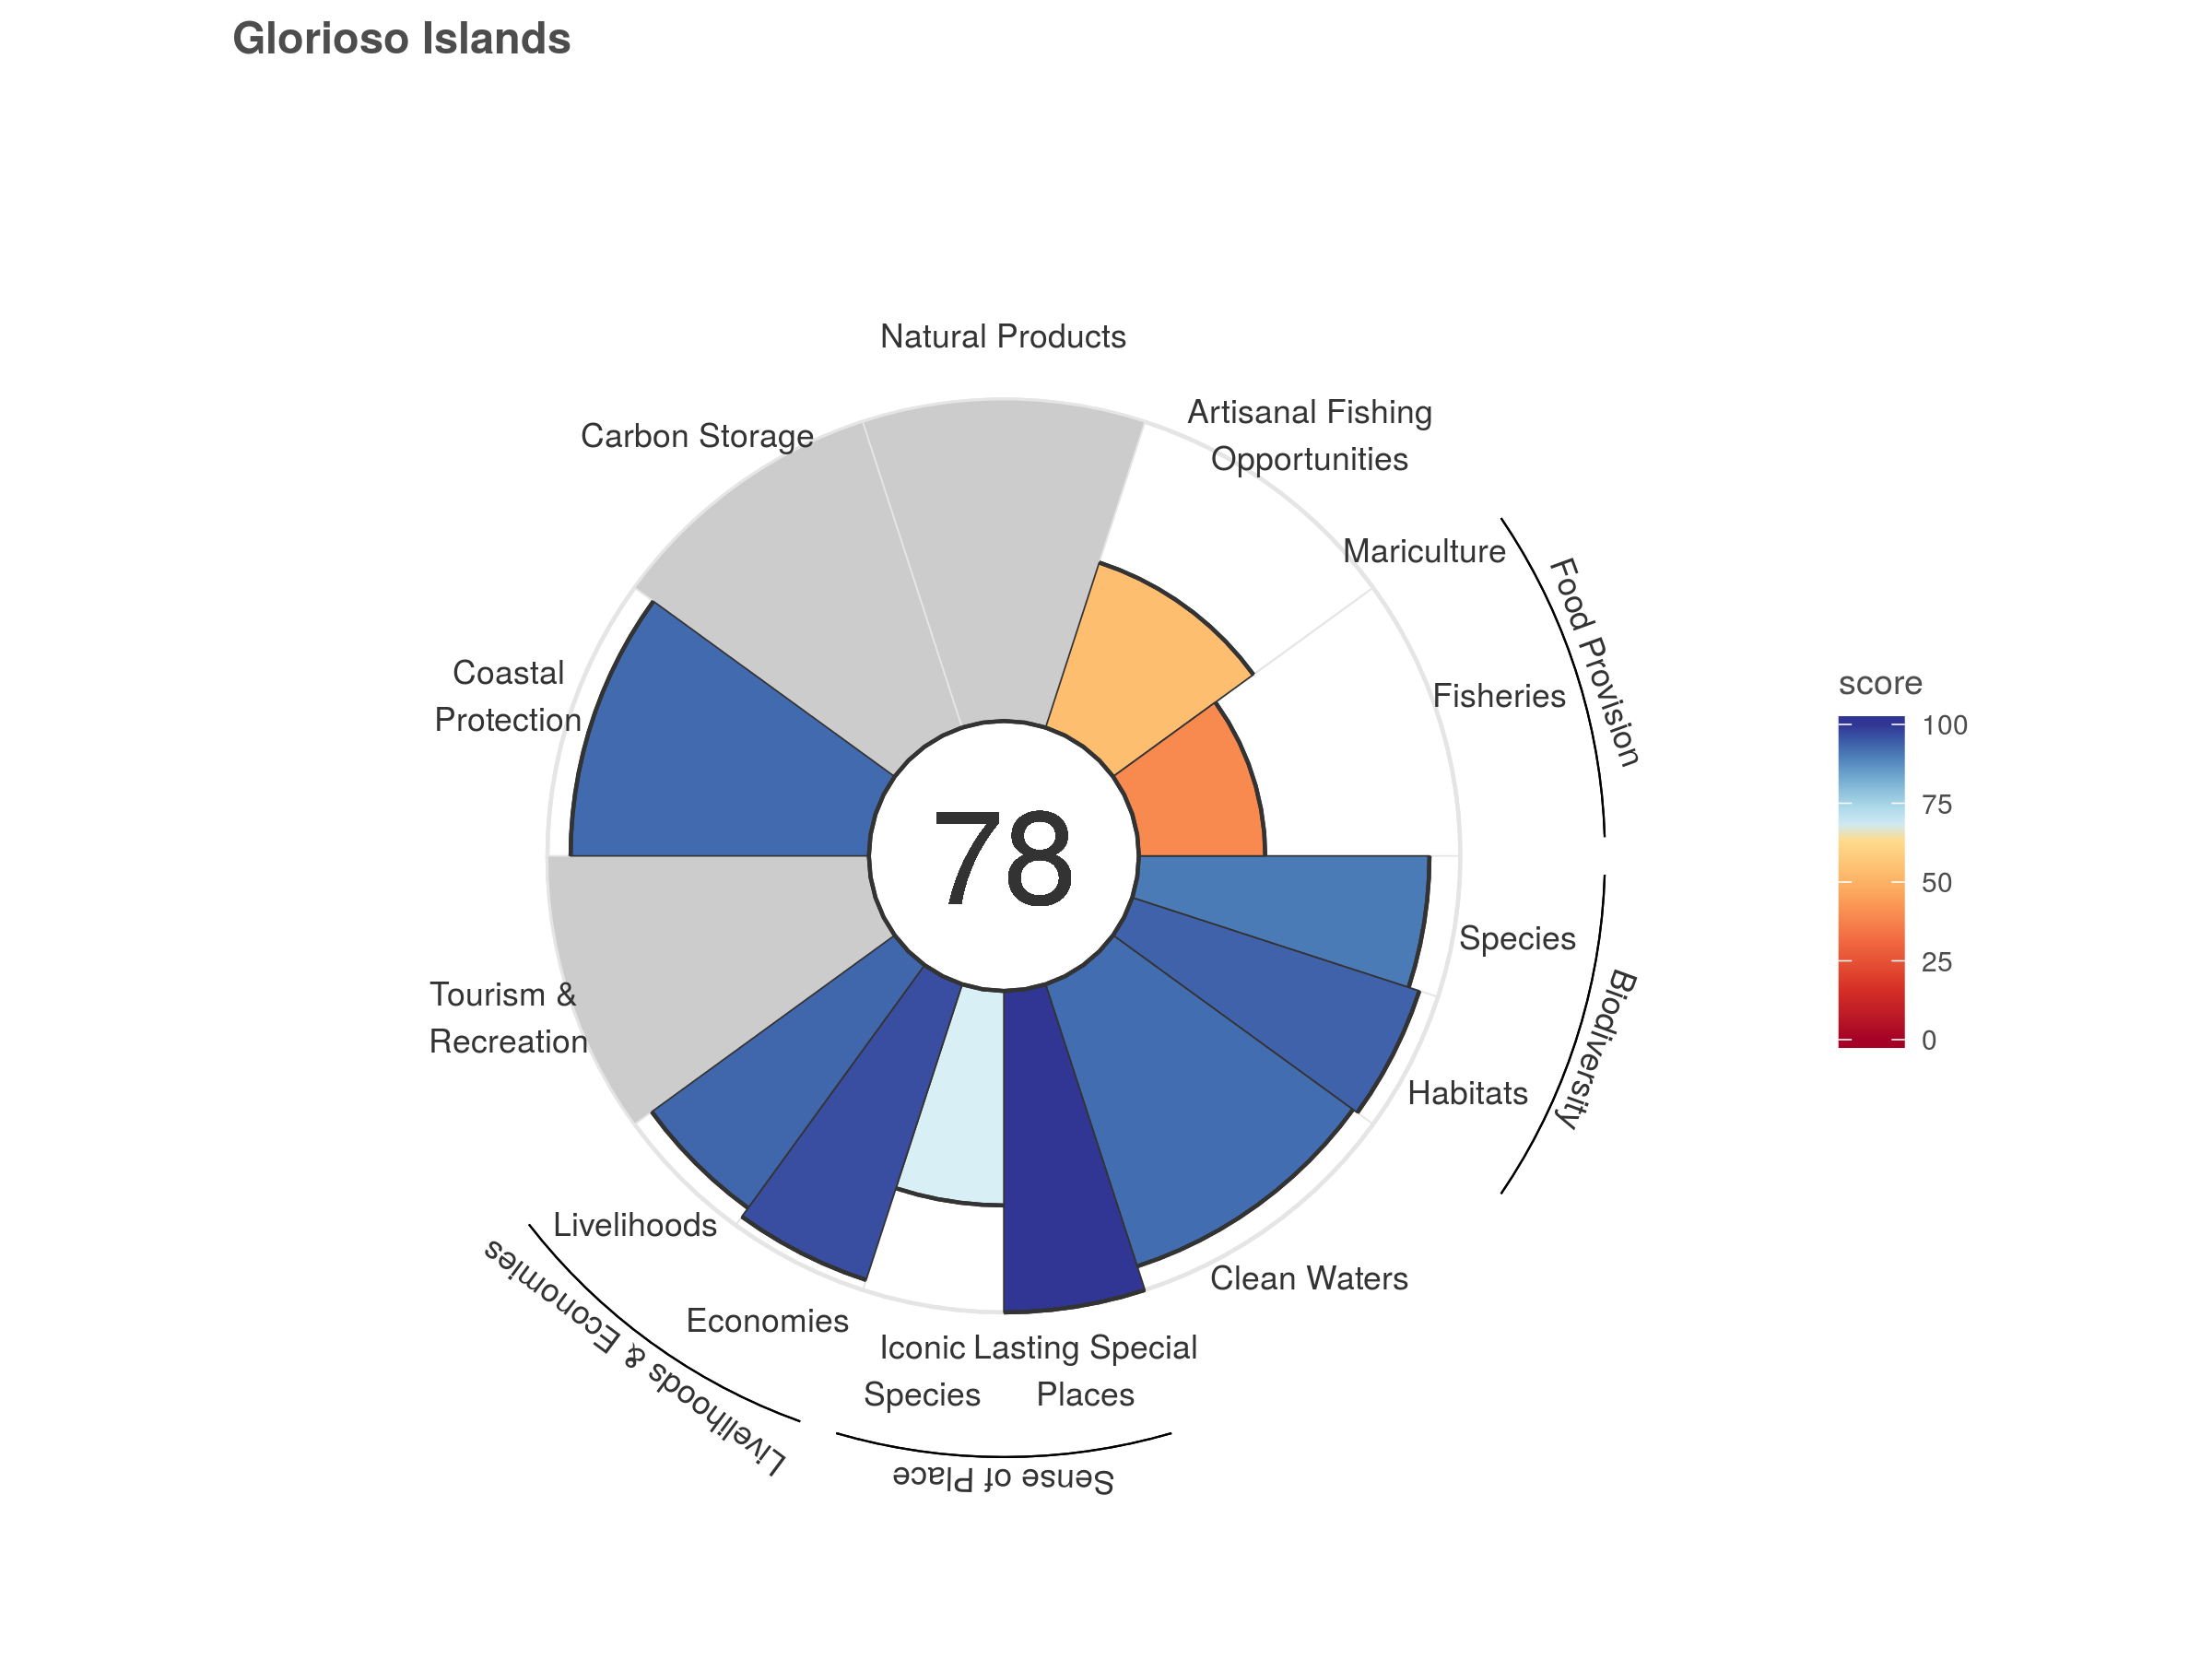 Glorioso Islands
Natural Products
Artisanal Fishing
Opportunities
Carbon Storage
Mariculture
Food Provision
Fisheries
Coastal
Protection
score
100
75
50
25
0
78
Species
Biodiversity
Tourism &
Recreation
Habitats
Livelihoods
Clean Waters
Economies
Livelihoods & Economies
Iconic
Species
Lasting Special
Places
Sense of Place